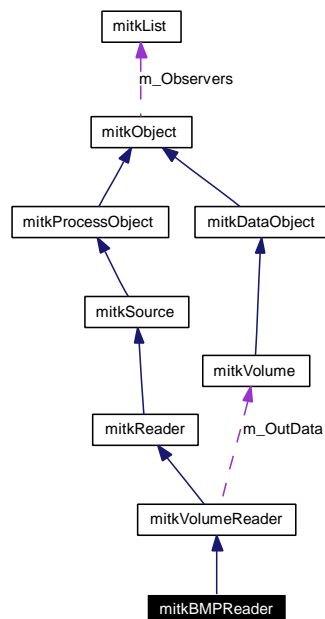 mitkList
m_Observers
mitkObject
mitkProcessObject
mitkDataObject
mitkSource
mitkVolume
mitkReader
m_OutData
mitkVolumeReader
mitkBMPReader